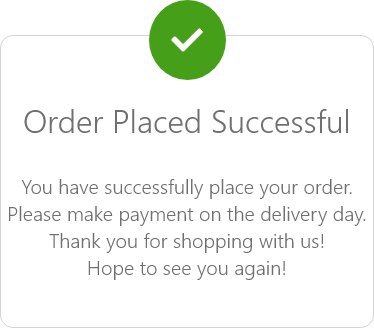 Order Placed Successful
You have successfully place your order.
Please make payment on the delivery day.
Thank you for shopping with us!
Hope to see you again!